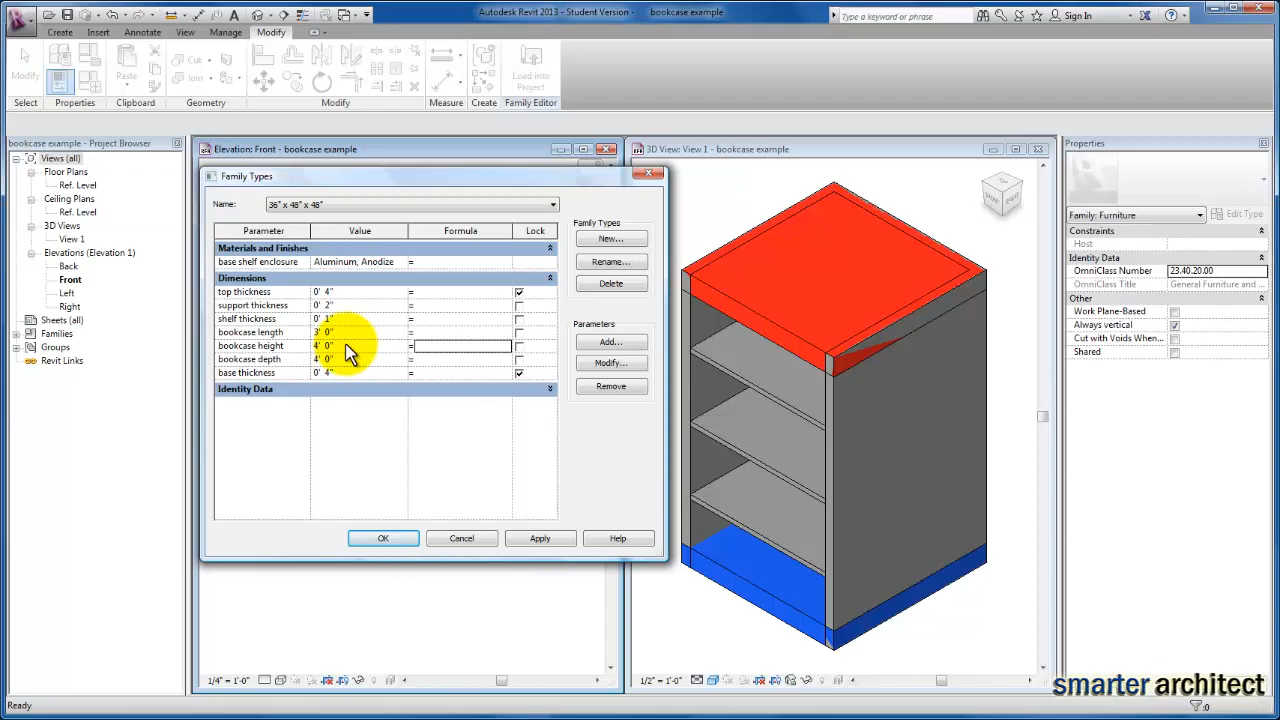 Autodesk Revit 2013 - Student Version - bookcase example
Type a keyword or phrase
Sign In
Create Insert Annotate View Manage Modify
Modify
Paste
Cut
Join
Load into
Project
Select Properties Clipboard Geometry Modify Measure Create Family Editor
bookcase example - Project Browser
Views (all)
Floor Plans
Ref. Level
Ceiling Plans
Ref. Level
3D Views
View 1
Elevations (Elevation 1)
Back
Front
Left
Right
Sheets (all)
Families
Groups
Revit Links
Elevation: Front - bookcase example
Family Types
Name: 36" x 48" x 48"
Parameter Value Formula Lock
Materials and Finishes
base shelf enclosure Aluminum, Anodize =
Dimensions
top thickness 0' 4" =
support thickness 0' 2" =
shelf thickness 0' 1" =
bookcase length 3' 0" =
bookcase height 4' 0" =
bookcase depth 4' 0" =
base thickness 0' 4" =
Identity Data
Family Types
New...
Rename...
Delete
Parameters
Add...
Modify...
Remove
OK Cancel Apply Help
1/4" = 1'-0"
3D View: View 1 - bookcase example
1/2" = 1'-0"
Properties
Family: Furniture
Edit Type
Constraints
Host
Identity Data
OmniClass Number 23.40.20.00
OmniClass Title General Furniture and ...
Other
Work Plane-Based
Always vertical
Cut with Voids When...
Shared
smarter architect
Ready
:0